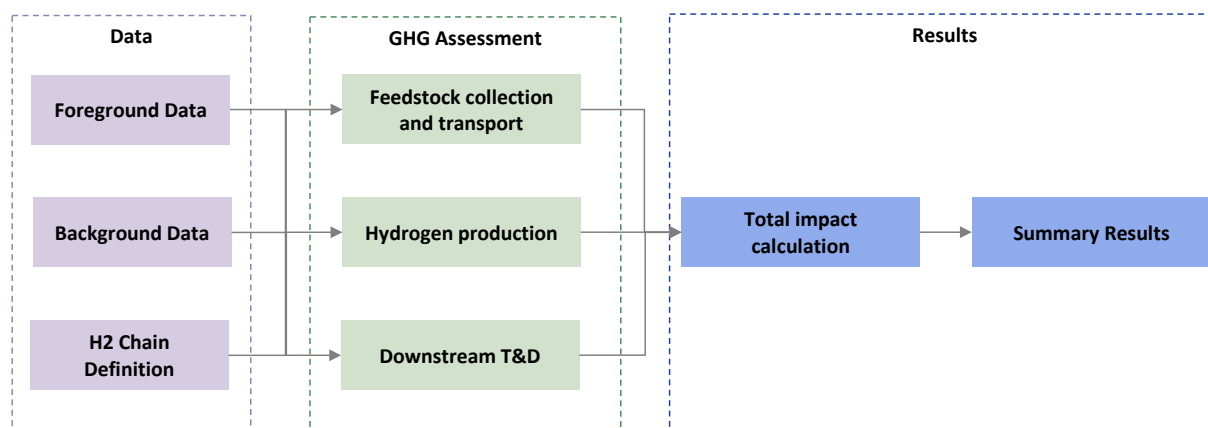 Data
GHG Assessment
Results
Foreground Data
Feedstock collection
and transport
Background Data
Hydrogen production
Total impact
calculation
Summary Results
H2 Chain
Definition
Downstream T&D